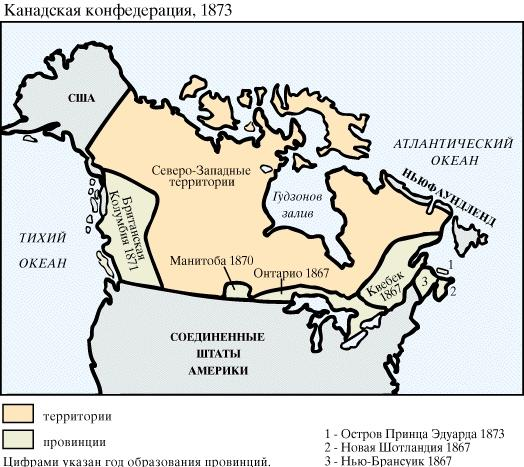 Канадская конфедерация, 1873
США
АТЛАНТИЧЕСКИЙ
ОКЕАН
Северо-Западные
территории
Гудзонов
залив
НЬЮФАУНДЛЕНД
Британская
Колумбия 1871
ТИХИЙ
ОКЕАН
Манитоба 1870
Онтарио 1867
Квебек
1867
1
2
3
СОЕДИНЕННЫЕ
ШТАТЫ
АМЕРИКИ
территории
провинции
Цифрами указан год образования провинций.
1 - Остров Принца Эдуарда 1873
2 - Новая Шотландия 1867
3 - Нью-Брансуик 1867